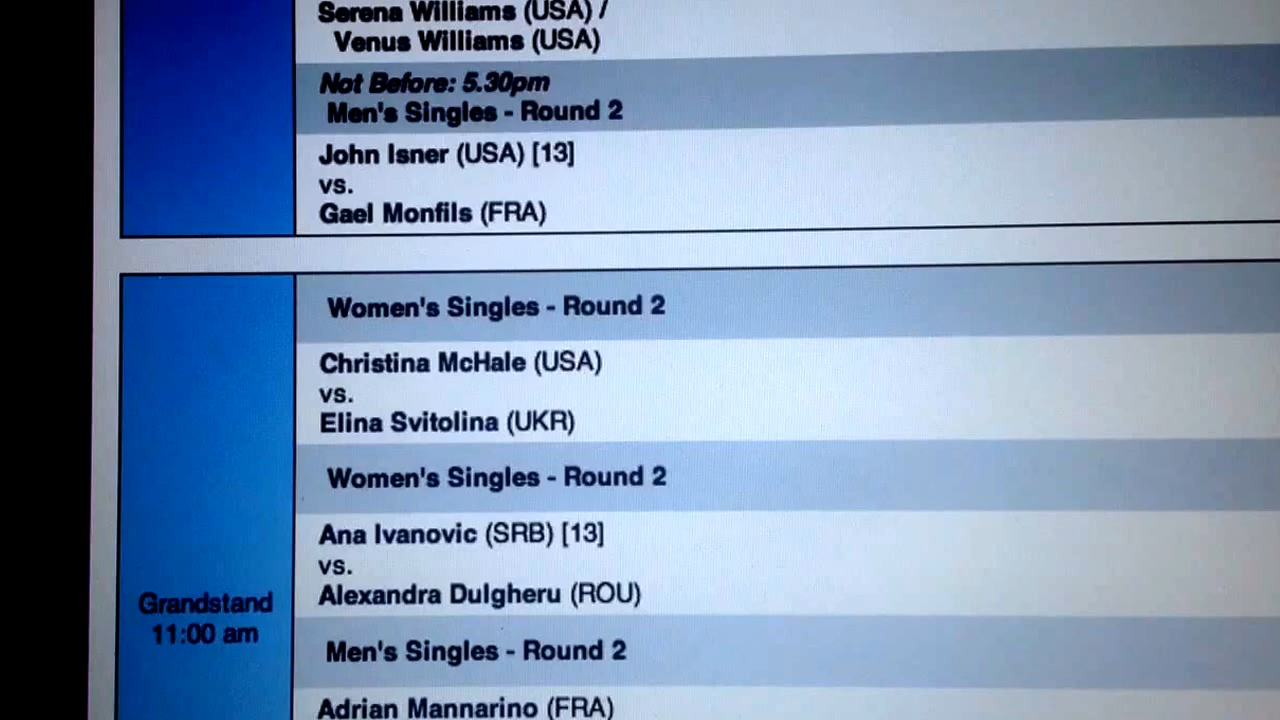 Serena Williams (USA) /
Venus Williams (USA)
Not Before: 5.30pm
Men's Singles - Round 2
John Isner (USA) [13]
vs.
Gael Monfils (FRA)
Women's Singles - Round 2
Christina McHale (USA)
vs.
Elina Svitolina (UKR)
Women's Singles - Round 2
Ana Ivanovic (SRB) [13]
vs.
Alexandra Dulgheru (ROU)
Grandstand
11:00 am
Men's Singles - Round 2
Adrian Mannarino (FRA)